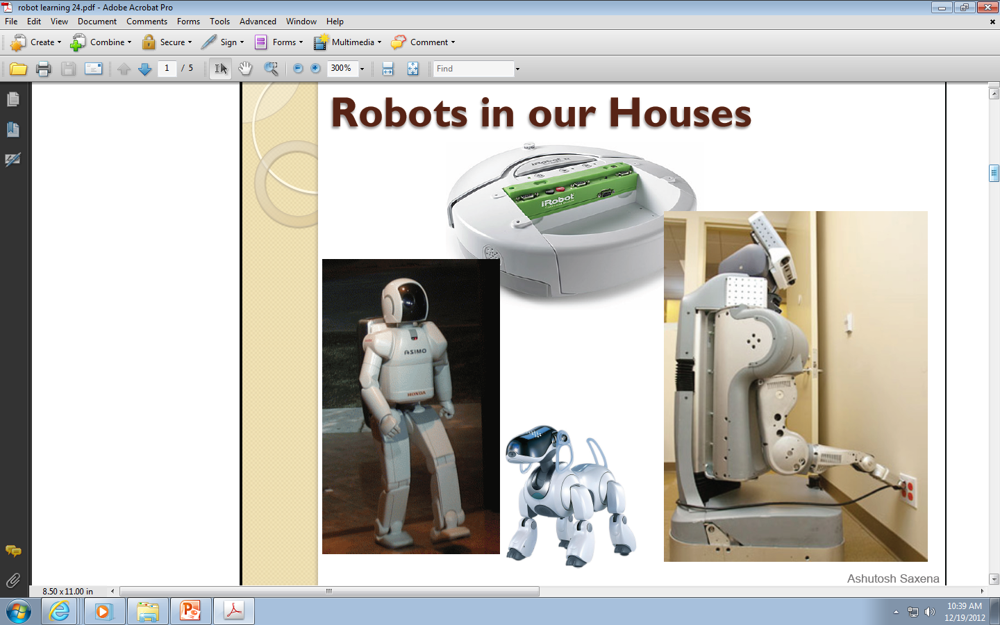 robot learning 24.pdf - Adobe Acrobat Pro
File Edit View Document Comments Forms Tools Advanced Window Help
Create Combine Secure Sign Forms Multimedia Comment
1 / 5 300% Find
Robots in our Houses
iRobot
iRobot
ASIMO
HONDA
Ashutosh Saxena
8.50 x 11.00 in
10:39 AM
12/19/2012